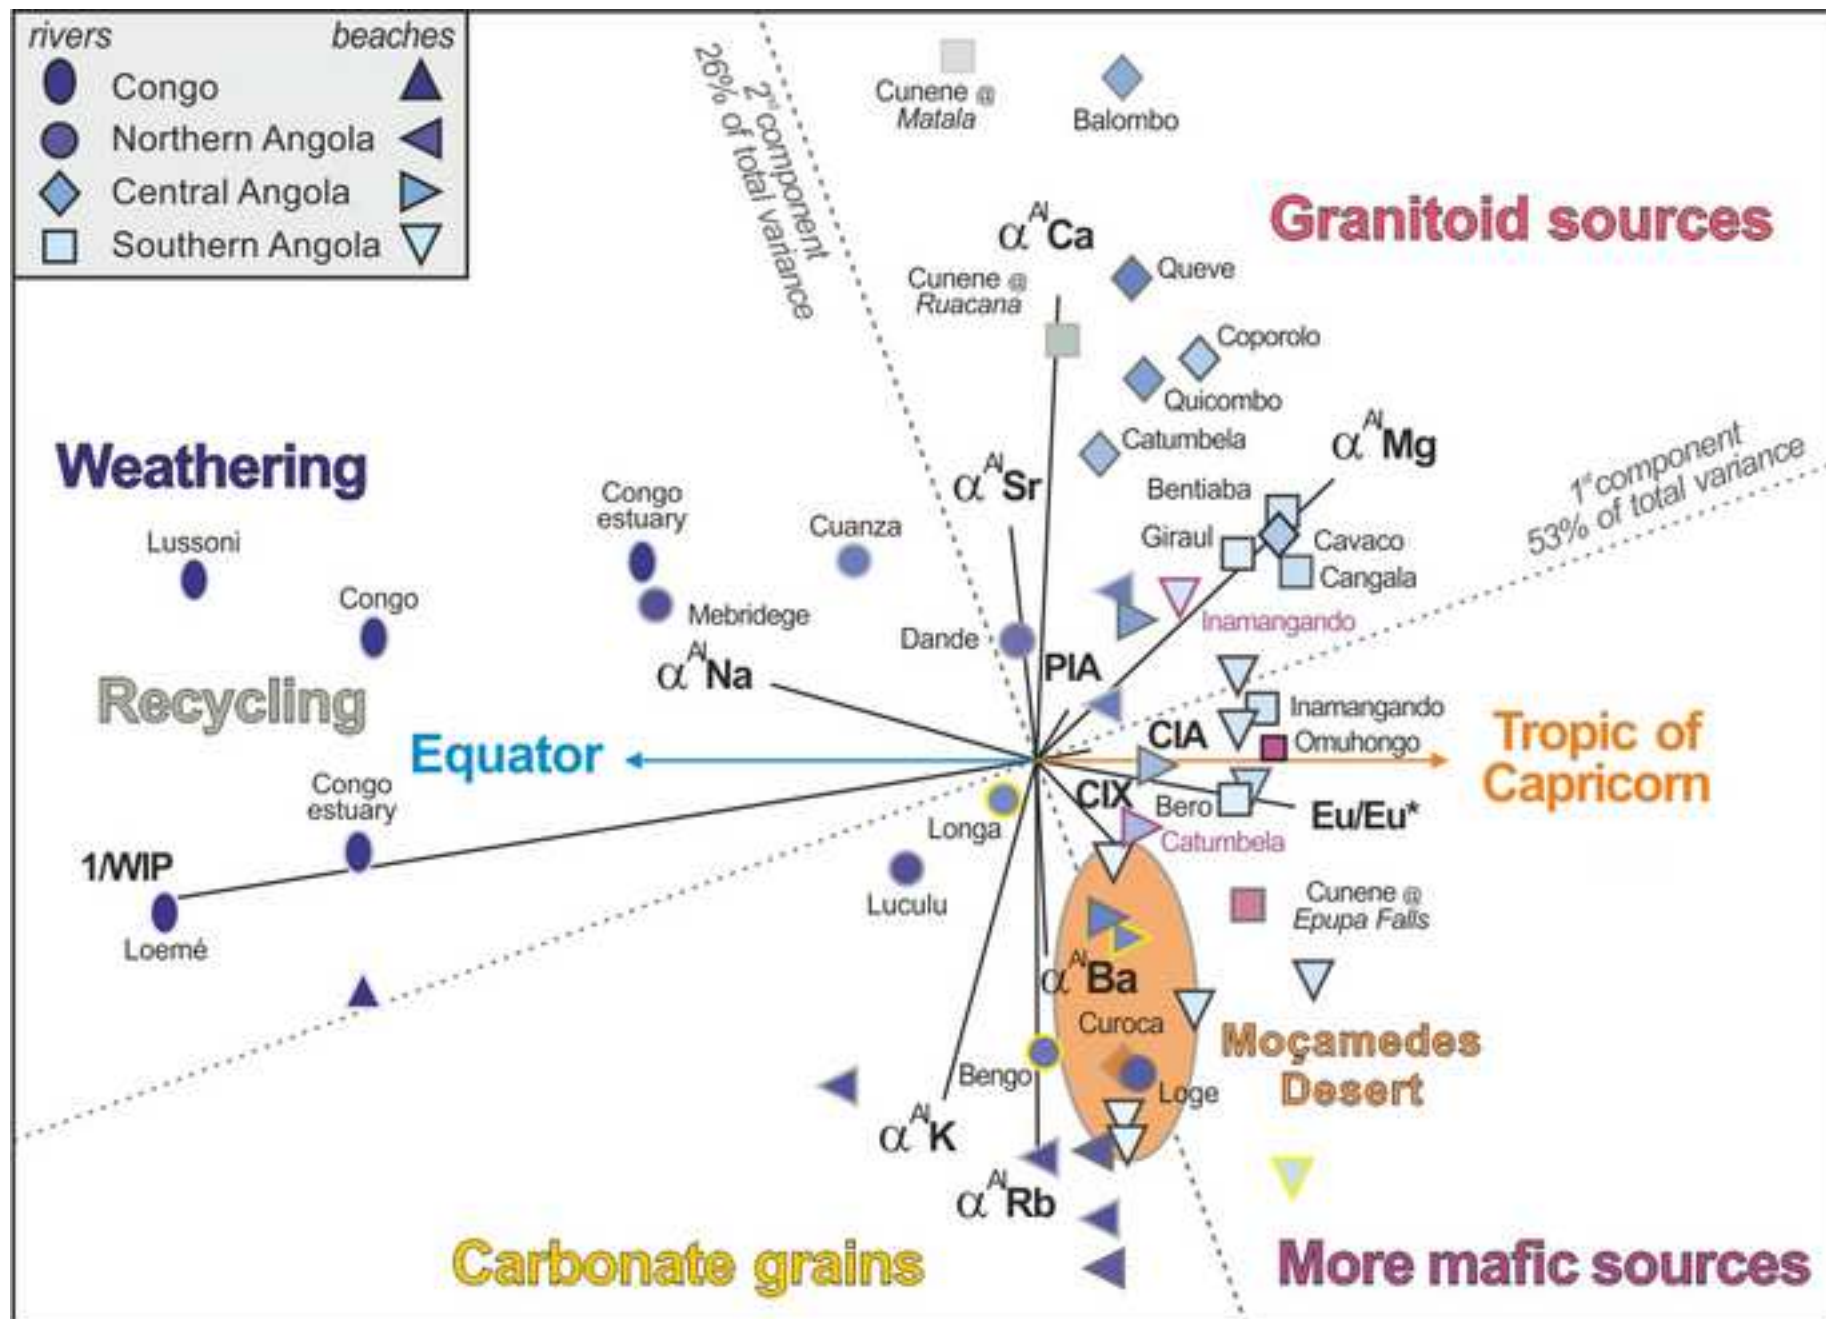 rivers beaches
Congo
Northern Angola
Central Angola
Southern Angola
2nd component
26% of total variance
Cunene @
Matala
Balombo
αAlCa
Granitoid sources
Cunene @
Ruacana
Queve
Coporolo
Quicombo
Catumbela
αAlMg
1st component
53% of total variance
Weathering
Lussoni
Congo
estuary
Cuanza
αAlSr
Bentiaba
Giraul
Cavaco
Cangala
Congo
Mebridege
Inamangando
Dande
αAlNa
PIA
Recycling
Inamangando
Equator
CIA
Omuhongo
Tropic of
Capricorn
Congo
estuary
CIX
Bero
Eu/Eu*
Longa
Catumbela
1/WIP
Luculu
Cunene @
Epupa Falls
Loemé
αAlBa
Curoca
Moçamedes
Desert
Bengo
Loge
αAlK
αAlRb
Carbonate grains
More mafic sources